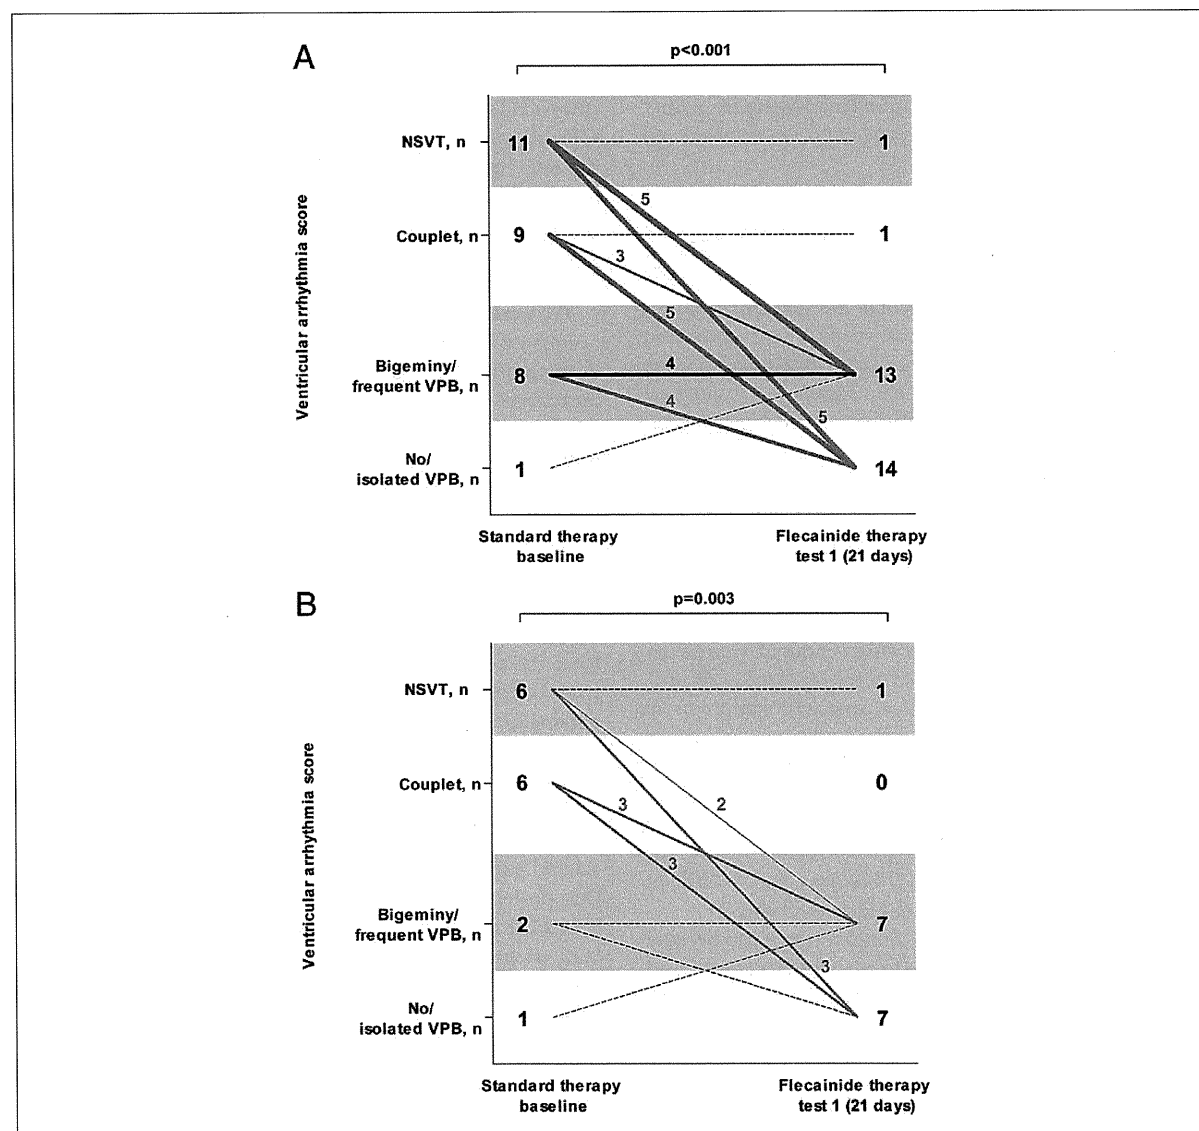 A
p<0.001
NSVT, n
11
1
5
Couplet, n
9
1
3
5
Bigeminy/
frequent VPB, n
8
4
13
4
5
No/
isolated VPB, n
1
14
Ventricular arrhythmia score
Standard therapy
baseline
Flecainide therapy
test 1 (21 days)
B
p=0.003
NSVT, n
6
1
Couplet, n
6
0
3
2
3
Bigeminy/
frequent VPB, n
2
7
3
No/
isolated VPB, n
1
7
Ventricular arrhythmia score
Standard therapy
baseline
Flecainide therapy
test 1 (21 days)